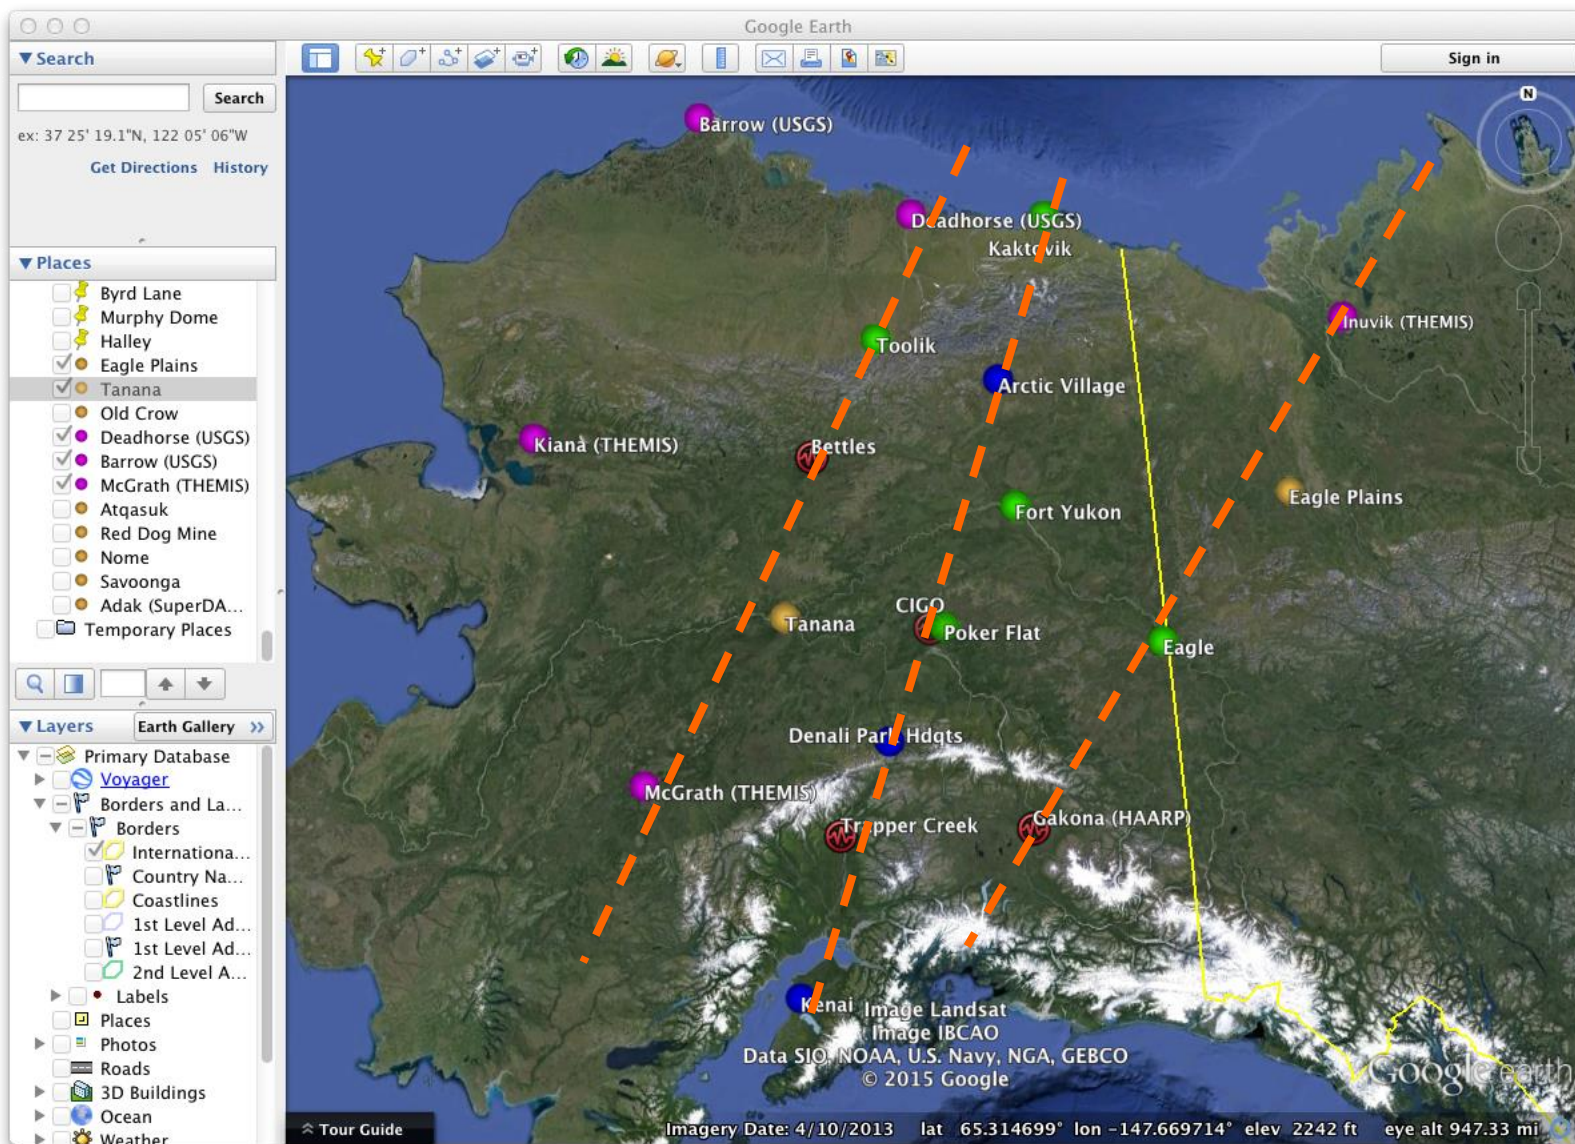 Google Earth
Search
Search
ex: 37 25' 19.1"N, 122 05' 06"W
Get Directions History
Places
Byrd Lane
Murphy Dome
Halley
Eagle Plains
Tanana
Old Crow
Deadhorse (USGS)
Barrow (USGS)
McGrath (THEMIS)
Atqasuk
Red Dog Mine
Nome
Savoonga
Adak (SuperDA...
Temporary Places
Layers
Earth Gallery >>
Primary Database
Voyager
Borders and La...
Borders
Internationa...
Country Na...
Coastlines
1st Level Ad...
1st Level Ad...
2nd Level A...
Labels
Places
Photos
Roads
3D Buildings
Ocean
Weather
Sign in
N
Barrow (USGS)
Deadhorse (USGS)
Kaktovik
Inuvik (THEMIS)
Toolik
Arctic Village
Kiana (THEMIS)
Bettles
Eagle Plains
Fort Yukon
CIGO
Tanana
Poker Flat
Eagle
Denali Park Hdqts
McGrath (THEMIS)
Trapper Creek
Gakona (HAARP)
Kenai
Image Landsat
Image IBCAO
Data SIO, NOAA, U.S. Navy, NGA, GEBCO
© 2015 Google
Google earth
Tour Guide
Imagery Date: 4/10/2013 lat 65.314699° lon -147.669714° elev 2242 ft eye alt 947.33 mi